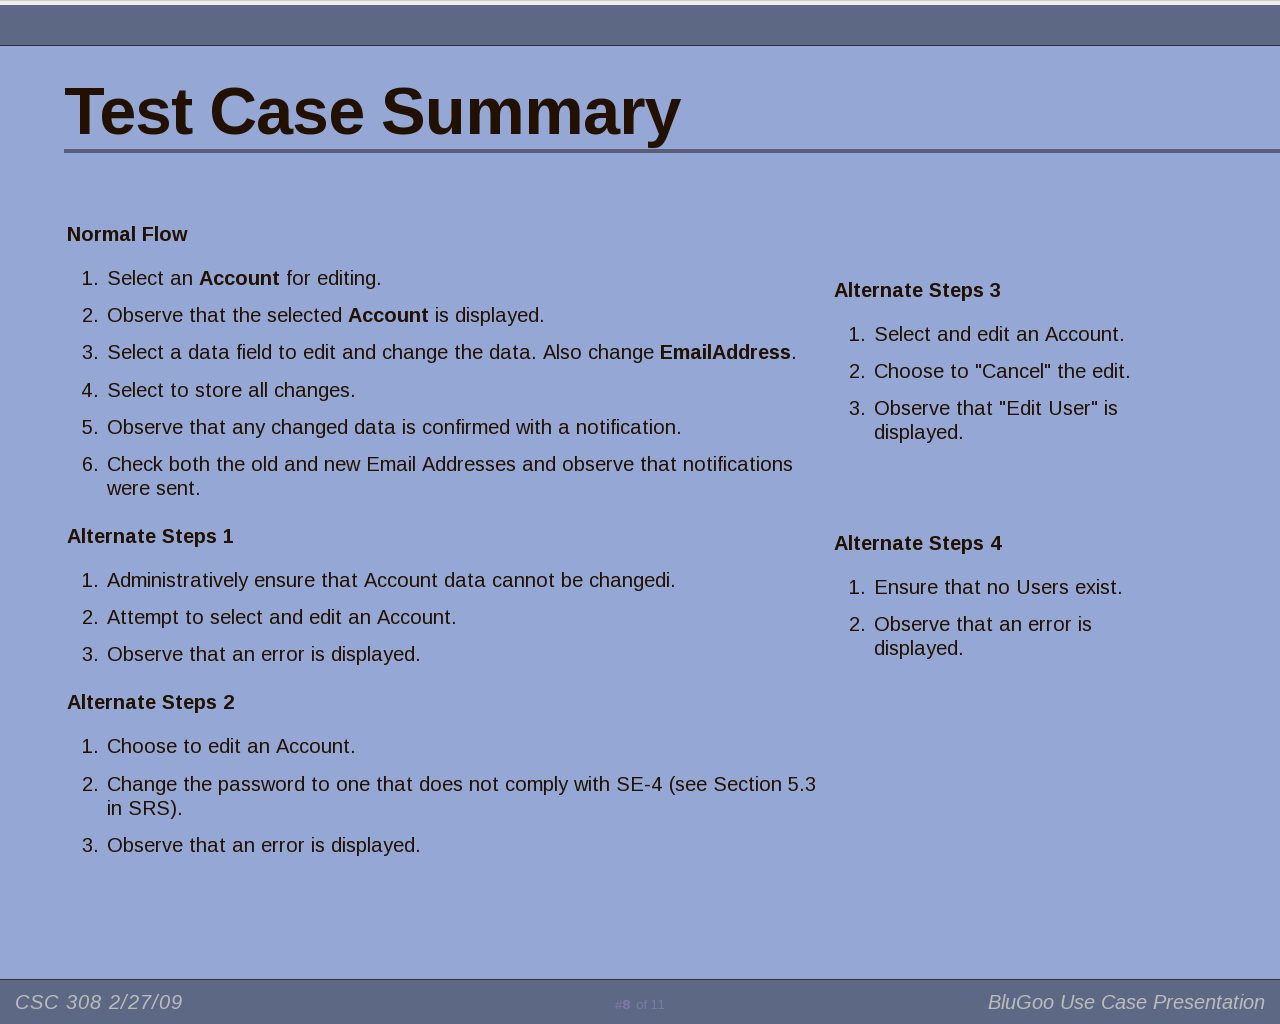 Test Case Summary
Normal Flow
1. Select an Account for editing.
2. Observe that the selected Account is displayed.
3. Select a data field to edit and change the data. Also change EmailAddress.
4. Select to store all changes.
5. Observe that any changed data is confirmed with a notification.
6. Check both the old and new Email Addresses and observe that notifications
were sent.
Alternate Steps 1
1. Administratively ensure that Account data cannot be changedi.
2. Attempt to select and edit an Account.
3. Observe that an error is displayed.
Alternate Steps 2
1. Choose to edit an Account.
2. Change the password to one that does not comply with SE-4 (see Section 5.3
in SRS).
3. Observe that an error is displayed.
Alternate Steps 3
1. Select and edit an Account.
2. Choose to "Cancel" the edit.
3. Observe that "Edit User" is
displayed.
Alternate Steps 4
1. Ensure that no Users exist.
2. Observe that an error is
displayed.
CSC 308 2/27/09
#8 of 11
BluGoo Use Case Presentation